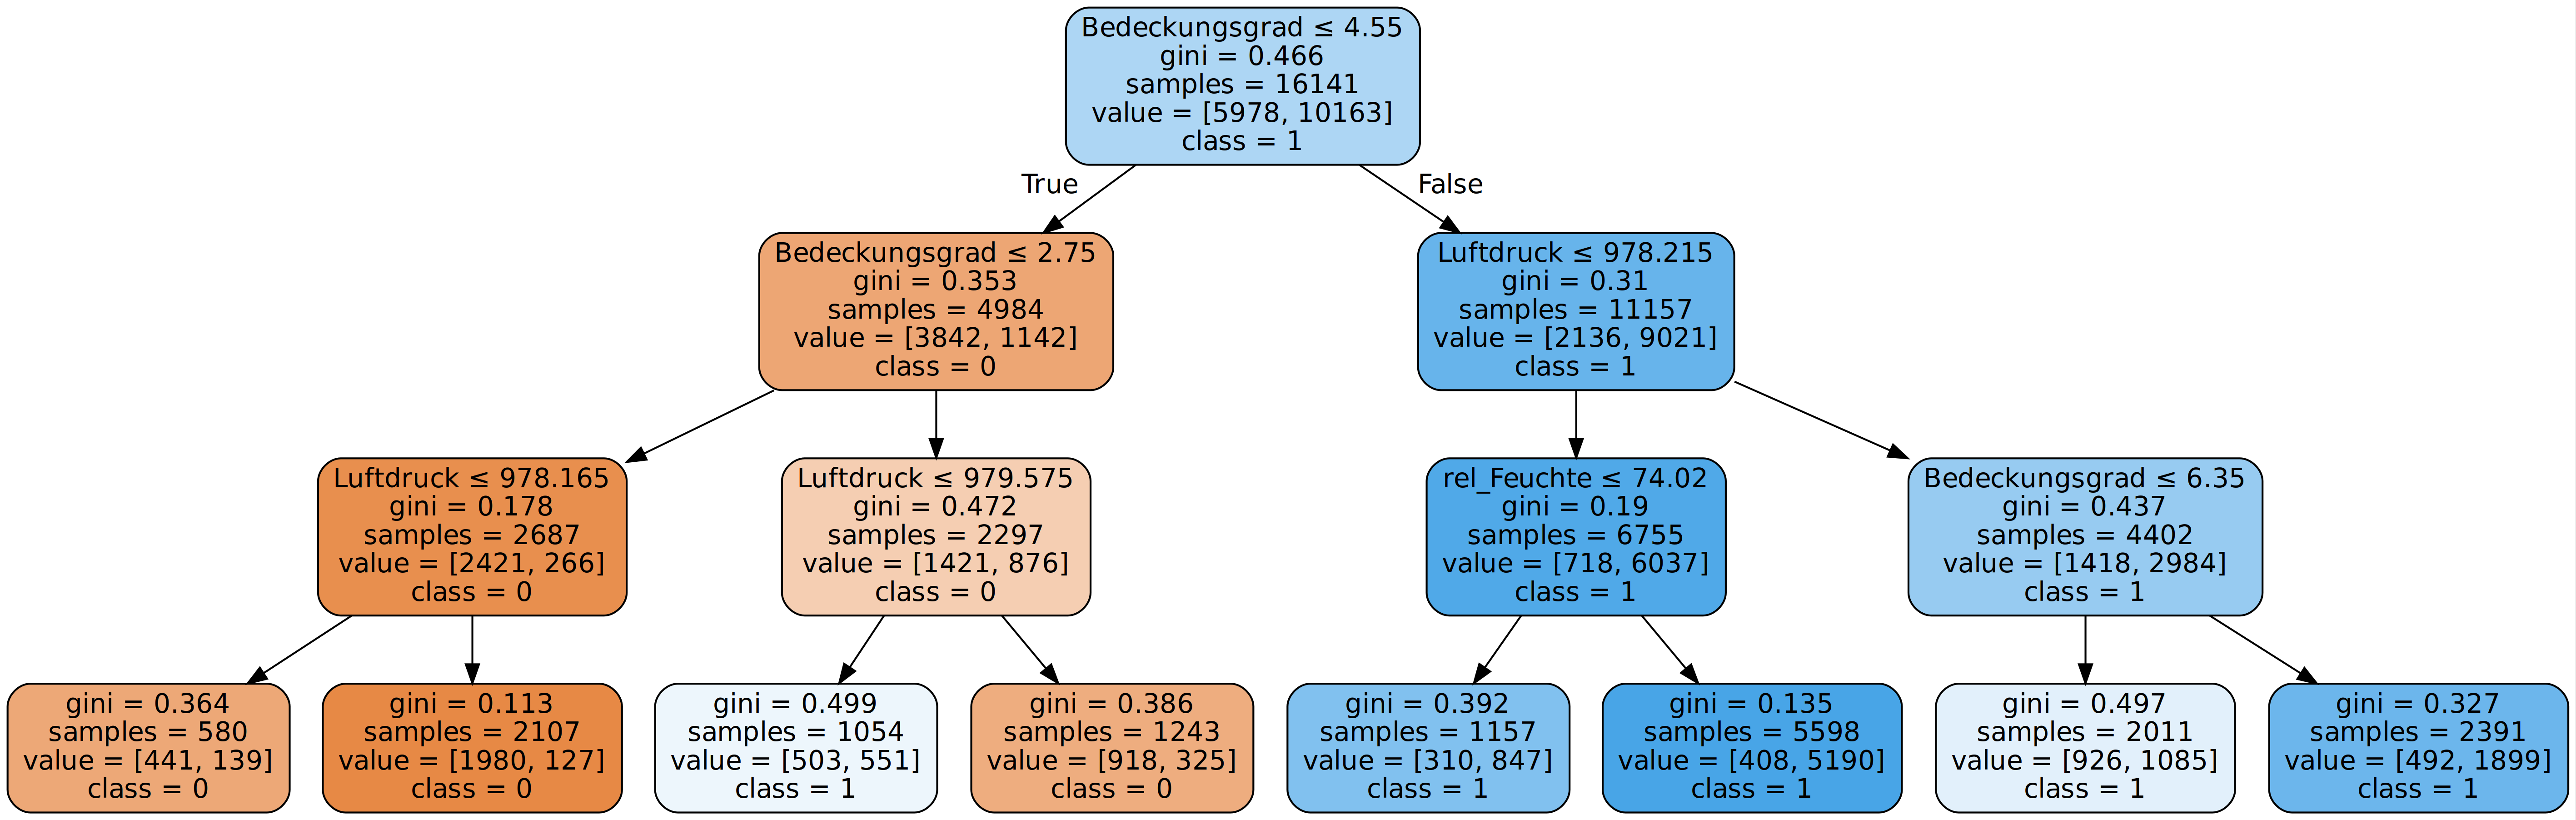 Bedeckungsgrad ≤ 4.55
gini = 0.466
samples = 16141
value = [5978, 10163]
class = 1
True
False
Bedeckungsgrad ≤ 2.75
gini = 0.353
samples = 4984
value = [3842, 1142]
class = 0
Luftdruck ≤ 978.215
gini = 0.31
samples = 11157
value = [2136, 9021]
class = 1
Luftdruck ≤ 978.165
gini = 0.178
samples = 2687
value = [2421, 266]
class = 0
Luftdruck ≤ 979.575
gini = 0.472
samples = 2297
value = [1421, 876]
class = 0
rel_Feuchte ≤ 74.02
gini = 0.19
samples = 6755
value = [718, 6037]
class = 1
Bedeckungsgrad ≤ 6.35
gini = 0.437
samples = 4402
value = [1418, 2984]
class = 1
gini = 0.364
samples = 580
value = [441, 139]
class = 0
gini = 0.113
samples = 2107
value = [1980, 127]
class = 0
gini = 0.499
samples = 1054
value = [503, 551]
class = 1
gini = 0.386
samples = 1243
value = [918, 325]
class = 0
gini = 0.392
samples = 1157
value = [310, 847]
class = 1
gini = 0.135
samples = 5598
value = [408, 5190]
class = 1
gini = 0.497
samples = 2011
value = [926, 1085]
class = 1
gini = 0.327
samples = 2391
value = [492, 1899]
class = 1